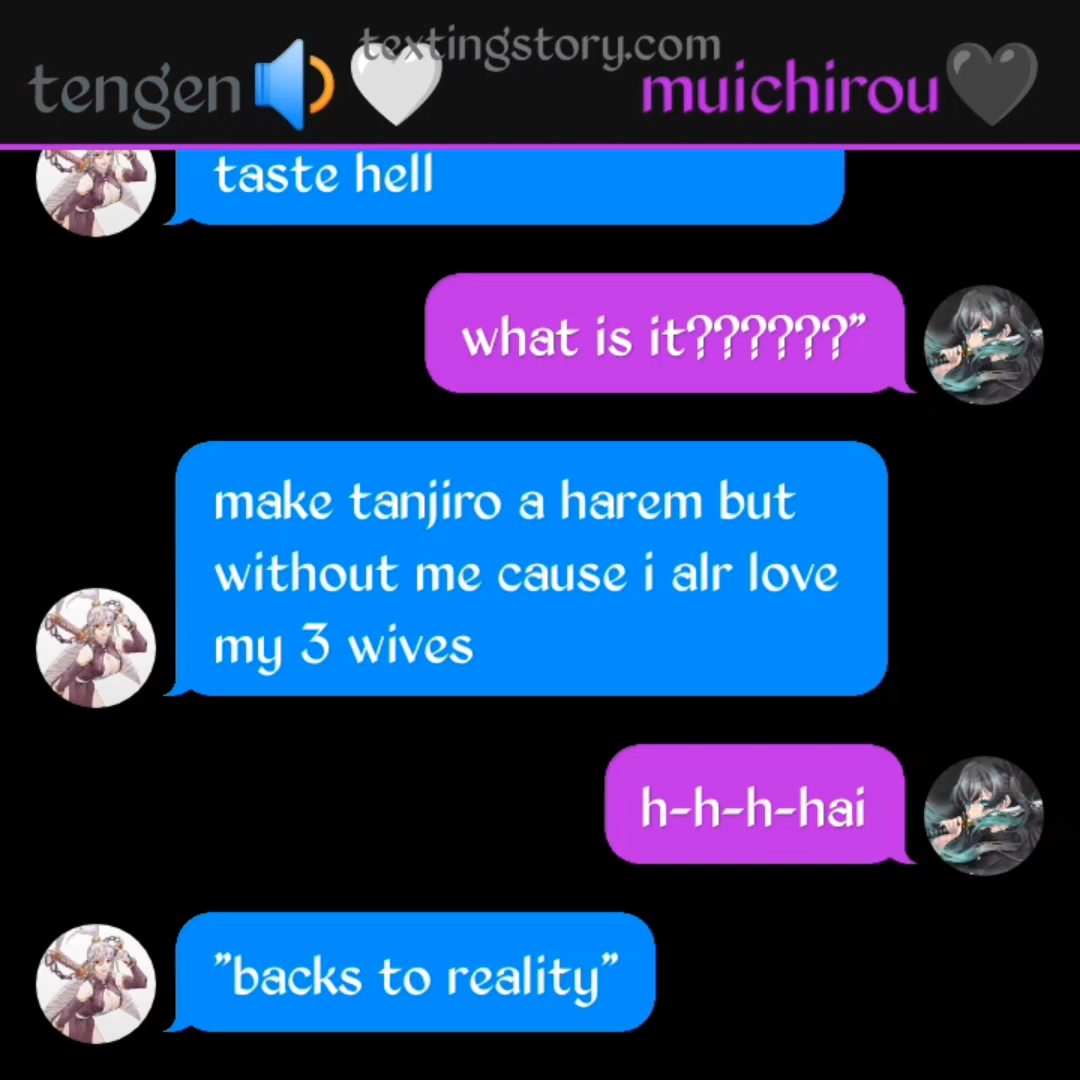 textingstory.com
tengen🔊🤍 muichirou🖤
taste hell
what is it??????”
make tanjiro a harem but
without me cause i alr love
my 3 wives
h-h-h-hai
”backs to reality”